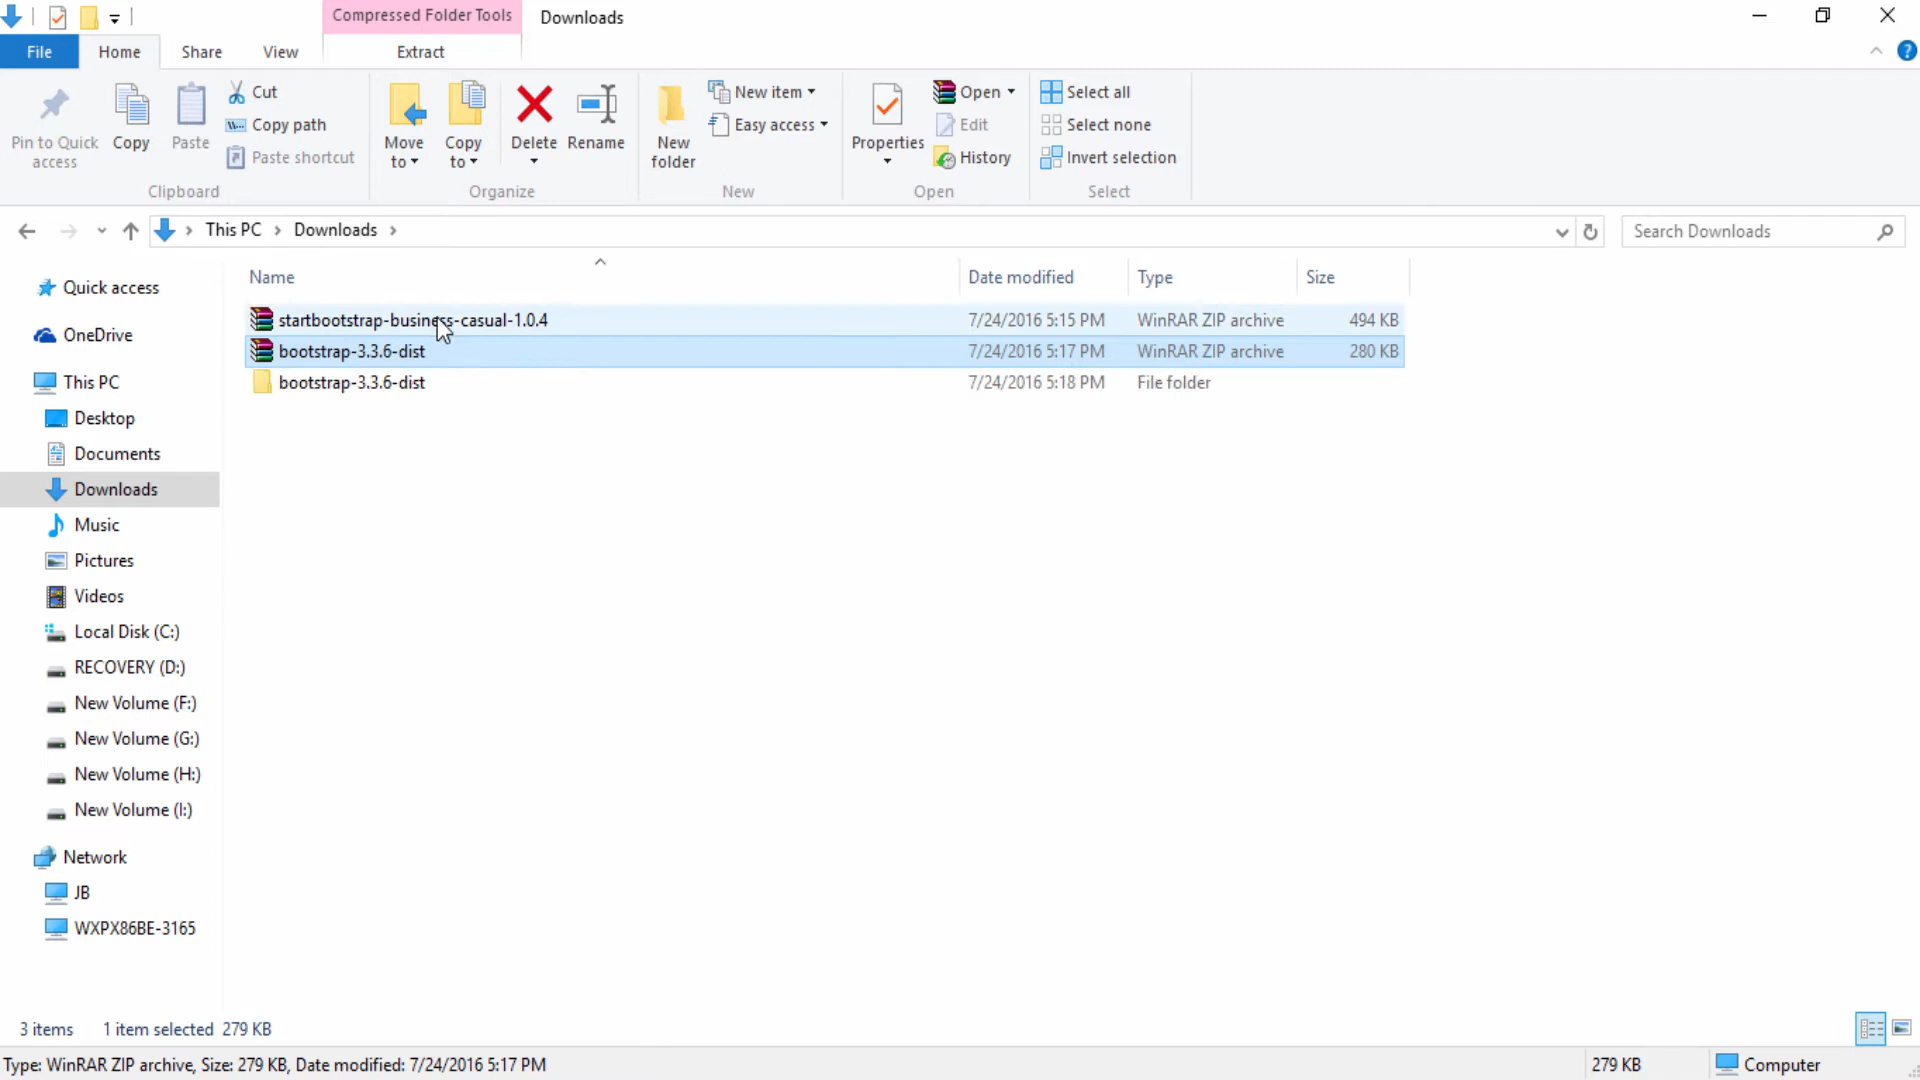 Compressed Folder Tools
Downloads
File
Home
Share
View
Extract
Pin to Quick access
Copy
Paste
Cut
Copy path
Paste shortcut
Clipboard
Move to
Copy to
Delete
Rename
Organize
New folder
New item
Easy access
New
Properties
Open
Edit
History
Open
Select all
Select none
Invert selection
Select
This PC
Downloads
Search Downloads
Quick access
OneDrive
This PC
Desktop
Documents
Downloads
Music
Pictures
Videos
Local Disk (C:)
RECOVERY (D:)
New Volume (F:)
New Volume (G:)
New Volume (H:)
New Volume (I:)
Network
JB
WXPX86BE-3165
Name Date modified Type Size
startbootstrap-business-casual-1.0.4 7/24/2016 5:15 PM WinRAR ZIP archive 494 KB
bootstrap-3.3.6-dist 7/24/2016 5:17 PM WinRAR ZIP archive 280 KB
bootstrap-3.3.6-dist 7/24/2016 5:18 PM File folder
3 items 1 item selected 279 KB
Type: WinRAR ZIP archive, Size: 279 KB, Date modified: 7/24/2016 5:17 PM
279 KB
Computer